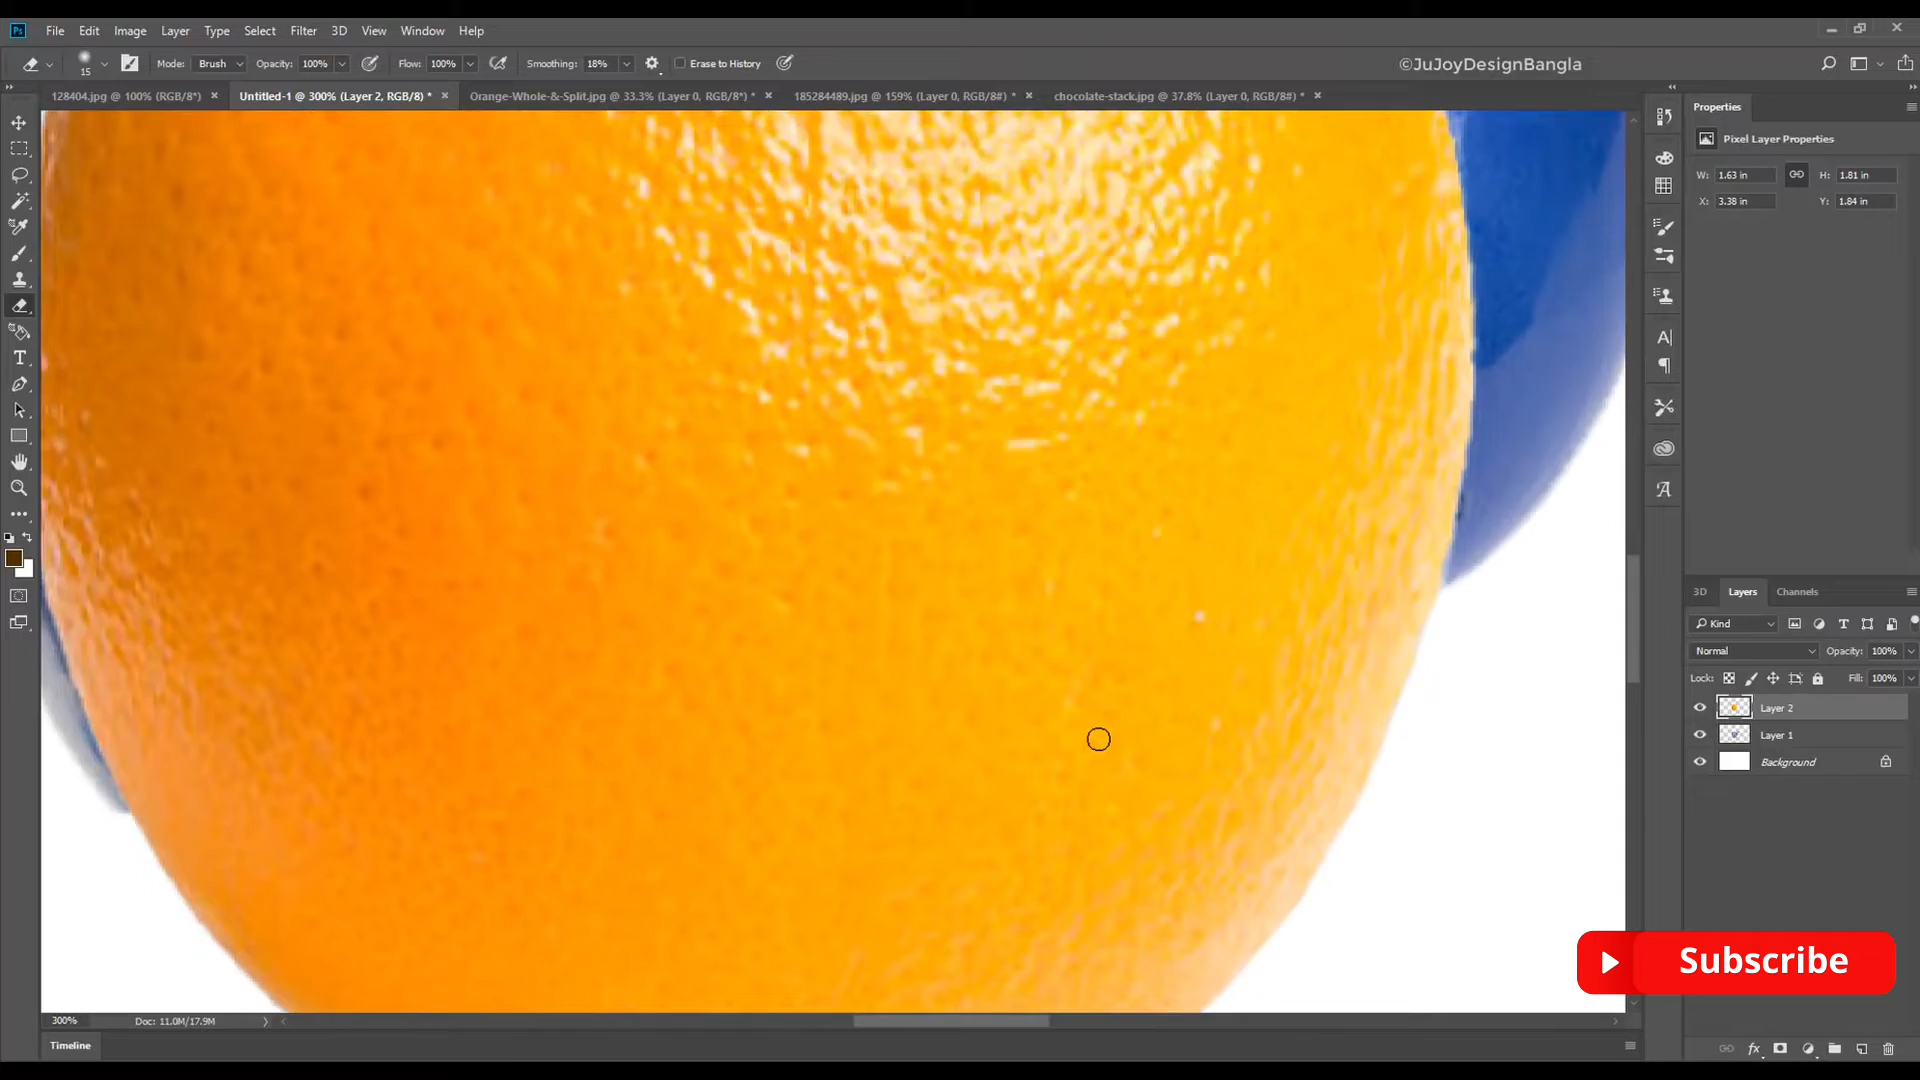 Ps File Edit Image Layer Type Select Filter 3D View Window Help
15 Mode: Brush Opacity: 100% Flow: 100% Smoothing: 18% Erase to History ©JuJoyDesignBangla
128404.jpg @ 100% (RGB/8*) × Untitled-1 @ 300% (Layer 2, RGB/8) * × Orange-Whole-&-Split.jpg @ 33.3% (Layer 0, RGB/8*) * × 185284489.jpg @ 159% (Layer 0, RGB/8#) * × chocolate-stack.jpg @ 37.8% (Layer 0, RGB/8#) * ×
Properties
Pixel Layer Properties
W: 1.63 in H: 1.81 in
X: 3.38 in Y: 1.84 in
3D Layers Channels
Kind
Normal Opacity: 100%
Lock: Fill: 100%
Layer 2
Layer 1
Background
Subscribe
300% Doc: 11.0M/17.9M
Timeline